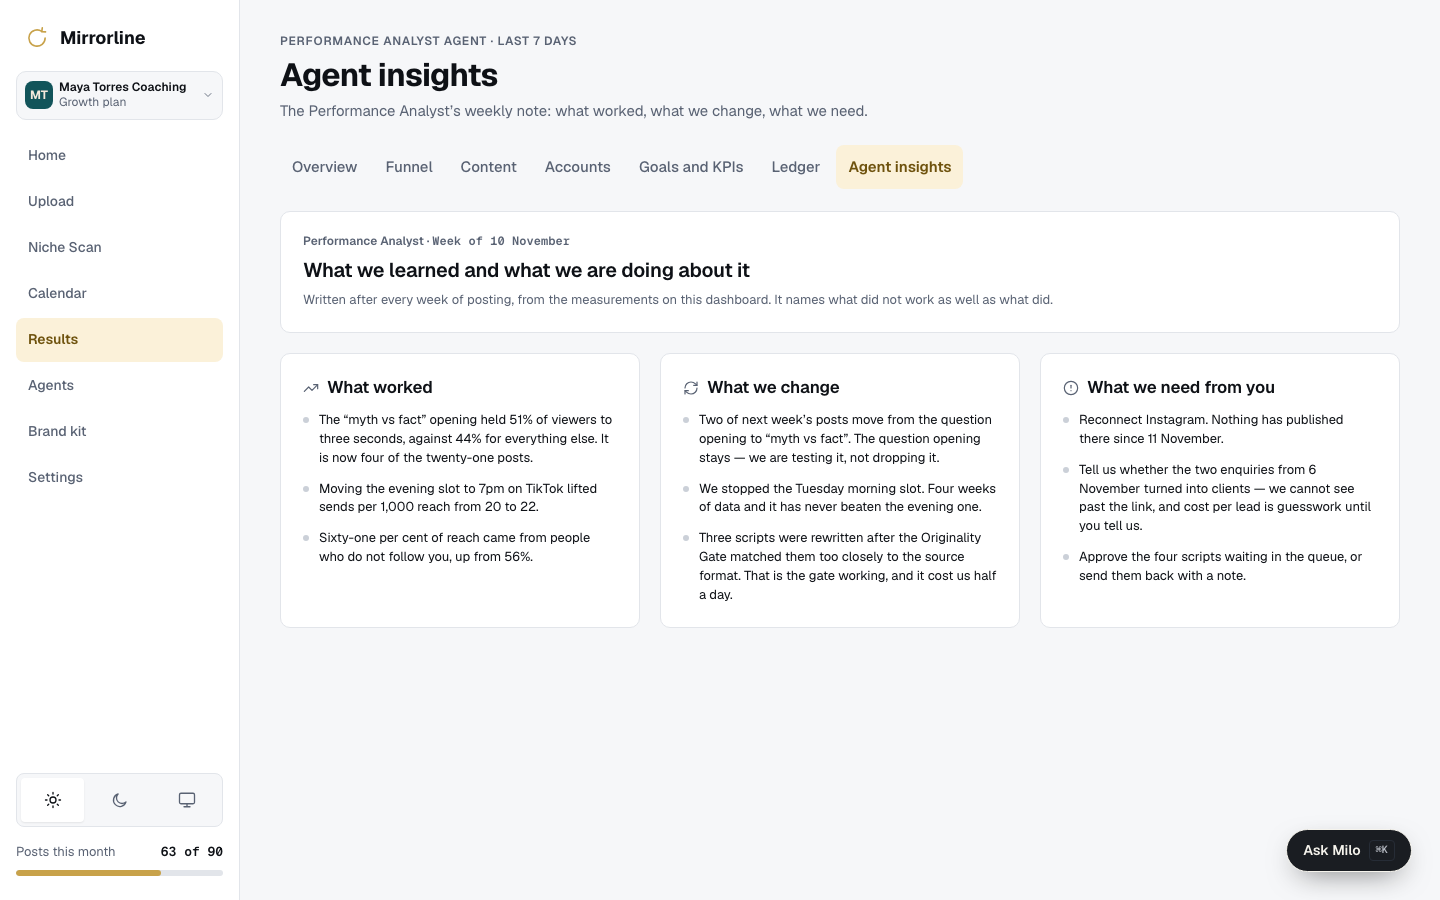 Mirrorline
MT
Maya Torres Coaching
Growth plan
Home
Upload
Niche Scan
Calendar
Results
Agents
Brand kit
Settings
Posts this month
63 of 90
PERFORMANCE ANALYST AGENT · LAST 7 DAYS
Agent insights
The Performance Analyst’s weekly note: what worked, what we change, what we need.
Overview
Funnel
Content
Accounts
Goals and KPIs
Ledger
Agent insights
Performance Analyst · Week of 10 November
What we learned and what we are doing about it
Written after every week of posting, from the measurements on this dashboard. It names what did not work as well as what did.
What worked
The “myth vs fact” opening held 51% of viewers to
three seconds, against 44% for everything else. It
is now four of the twenty-one posts.
Moving the evening slot to 7pm on TikTok lifted
sends per 1,000 reach from 20 to 22.
Sixty-one per cent of reach came from people
who do not follow you, up from 56%.
What we change
Two of next week’s posts move from the question
opening to “myth vs fact”. The question opening
stays — we are testing it, not dropping it.
We stopped the Tuesday morning slot. Four weeks
of data and it has never beaten the evening one.
Three scripts were rewritten after the Originality
Gate matched them too closely to the source
format. That is the gate working, and it cost us half
a day.
What we need from you
Reconnect Instagram. Nothing has published
there since 11 November.
Tell us whether the two enquiries from 6
November turned into clients — we cannot see
past the link, and cost per lead is guesswork until
you tell us.
Approve the four scripts waiting in the queue, or
send them back with a note.
Ask Milo ⌘K